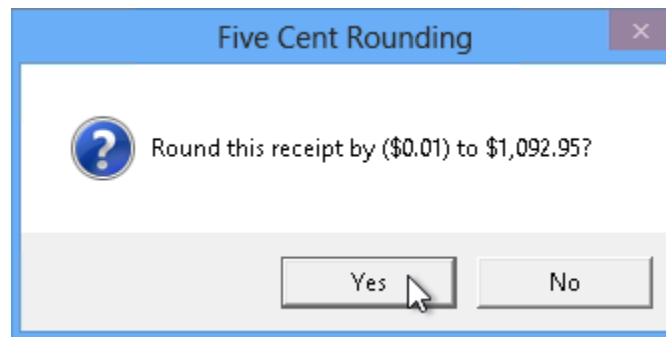 Five Cent Rounding
Round this receipt by ($0.01) to $1,092.95?
Yes
No